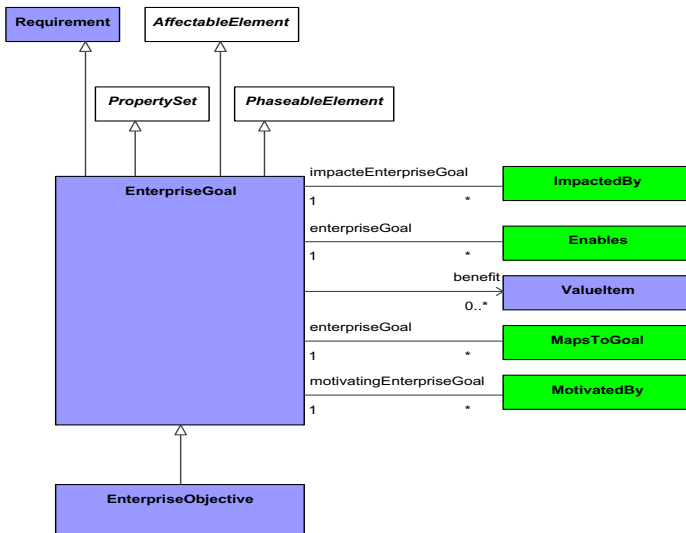 Requirement
AffectableElement
PropertySet
PhaseableElement
EnterpriseGoal
impacteEnterpriseGoal
1
*
ImpactedBy
enterpriseGoal
1
*
Enables
benefit
0..*
ValueItem
enterpriseGoal
1
*
MapsToGoal
motivatingEnterpriseGoal
1
*
MotivatedBy
EnterpriseObjective